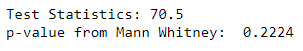 Test Statistics: 70.5
p-value from Mann Whitney:  0.2224